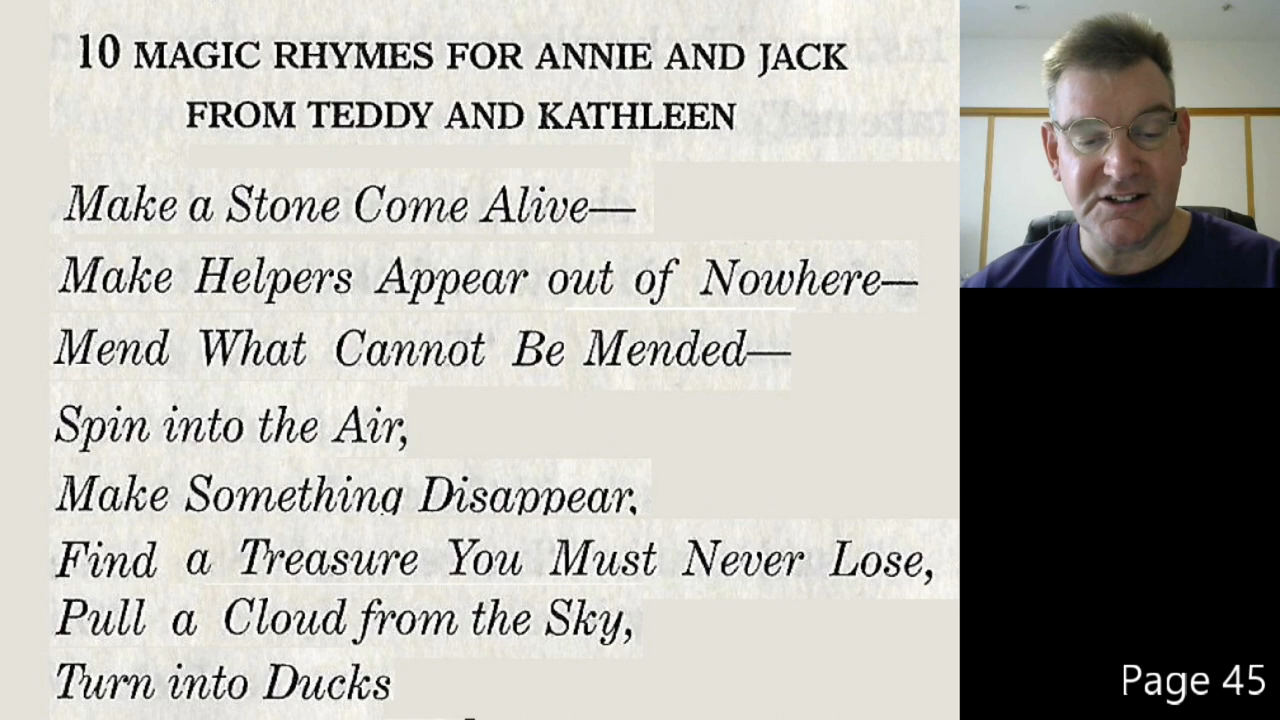 10 MAGIC RHYMES FOR ANNIE AND JACK
FROM TEDDY AND KATHLEEN
Make a Stone Come Alive—
Make Helpers Appear out of Nowhere—
Mend What Cannot Be Mended—
Spin into the Air,
Make Something Disappear,
Find a Treasure You Must Never Lose,
Pull a Cloud from the Sky,
Turn into Ducks
Page 45